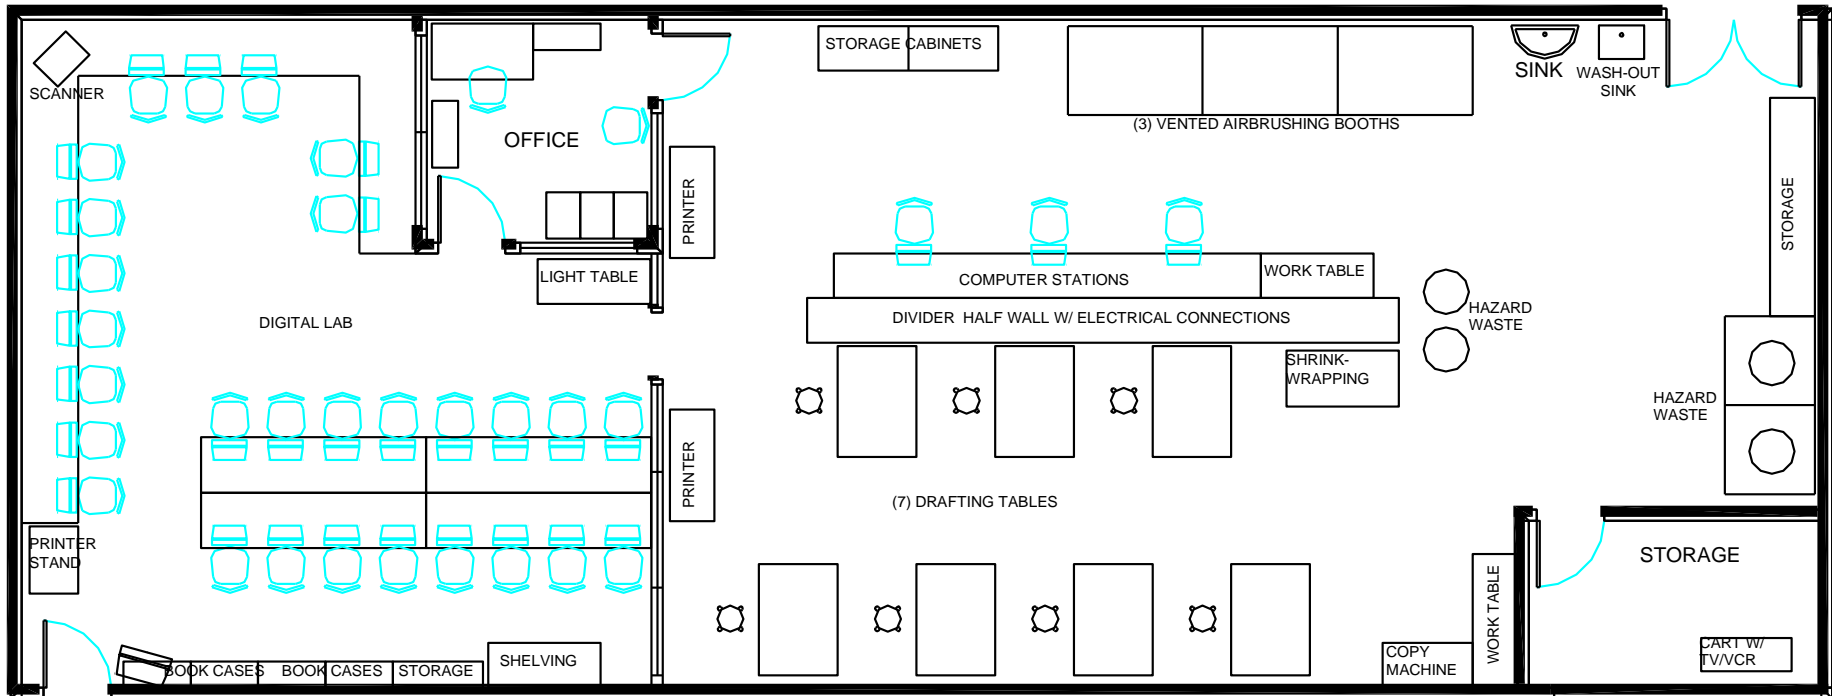 STORAGE CABINETS
SCANNER
SINK
WASH-OUT
SINK
OFFICE
(3) VENTED AIRBRUSHING BOOTHS
PRINTER
STORAGE
LIGHT TABLE
COMPUTER STATIONS
WORK TABLE
DIGITAL LAB
DIVIDER HALF WALL W/ ELECTRICAL CONNECTIONS
HAZARD
WASTE
SHRINK-
WRAPPING
HAZARD
WASTE
PRINTER
(7) DRAFTING TABLES
PRINTER
STAND
STORAGE
WORK TABLE
BOOK CASES
BOOK CASES
STORAGE
SHELVING
COPY
MACHINE
CART W/
TV/VCR